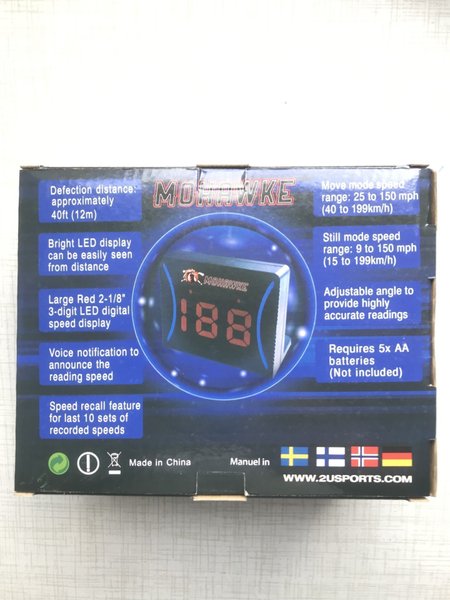 MOHAWKE
Defection distance:
approximately
40ft (12m)
Bright LED display
can be easily seen
from distance
Large Red 2-1/8"
3-digit LED digital
speed display
Voice notification to
announce the
reading speed
Speed recall feature
for last 10 sets of
recorded speeds
MOHAWKE
188
Move mode speed
range: 25 to 150 mph
(40 to 199km/h)
Still mode speed
range: 9 to 150 mph
(15 to 199km/h)
Adjustable angle to
provide highly
accurate readings
Requires 5x AA
batteries
(Not included)
Made in China
Manuel in
WWW.2USPORTS.COM